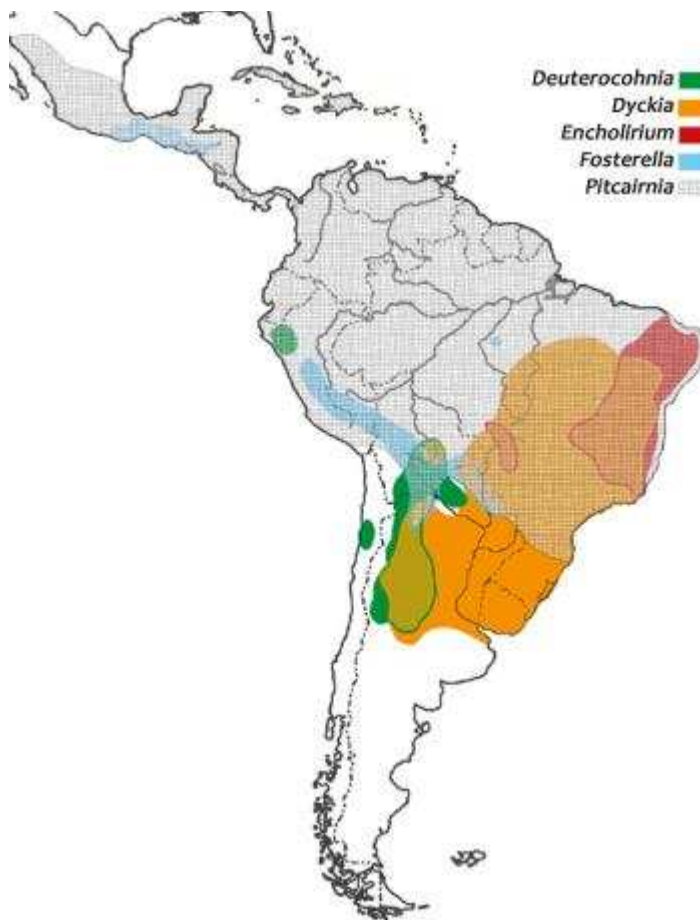 Deuterocohnia
Dyckia
Encholirium
Fosterella
Pitcairnia